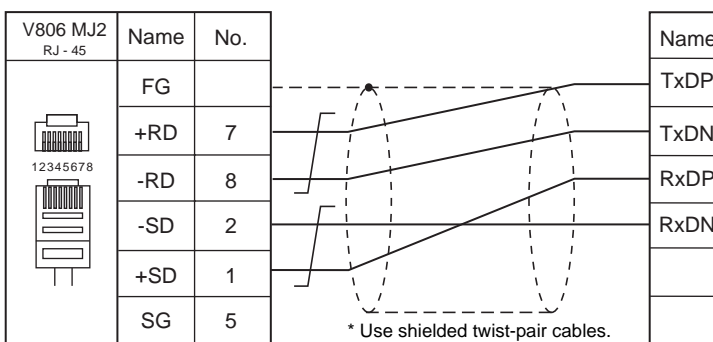 V806 MJ2 Name No. Name
RJ - 45
FG TxDP
+RD 7 TxDN
12345678
-RD 8 RxDP
-SD 2 RxDN
+SD 1
SG 5
* Use shielded twist-pair cables.